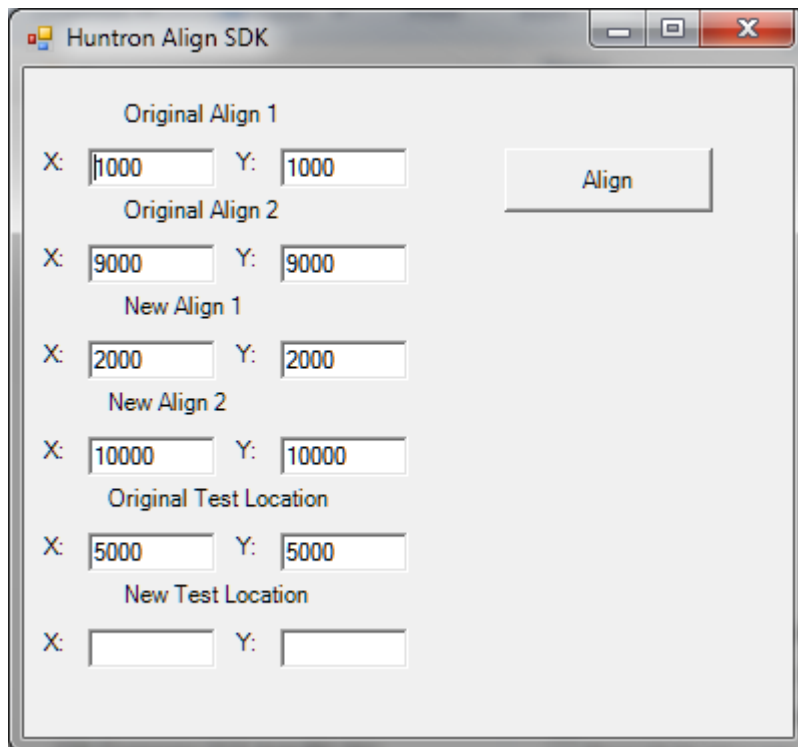 Huntron Align SDK
Original Align 1
X: 1000 Y: 1000
Align
Original Align 2
X: 9000 Y: 9000
New Align 1
X: 2000 Y: 2000
New Align 2
X: 10000 Y: 10000
Original Test Location
X: 5000 Y: 5000
New Test Location
X: Y: